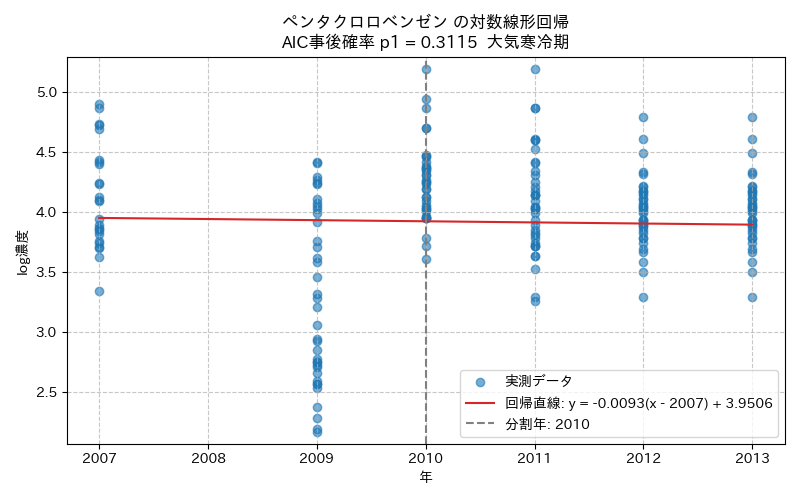 ペンタクロロベンゼン の対数線形回帰
AIC事後確率 p1 = 0.3115  大気寒冷期
log濃度
5.0
4.5
4.0
3.5
3.0
2.5
実測データ
回帰直線: y = -0.0093(x - 2007) + 3.9506
分割年: 2010
2007
2008
2009
2010
2011
2012
2013
年